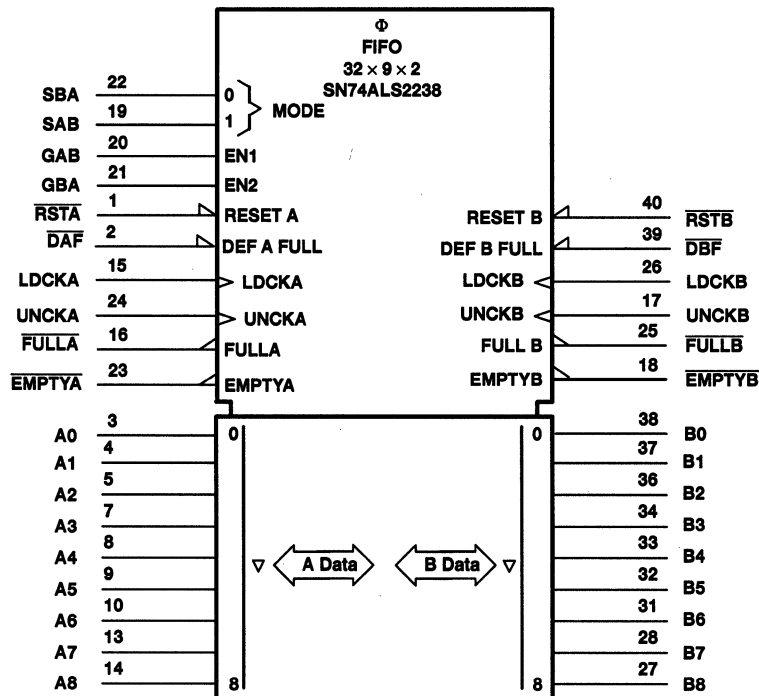 Φ
FIFO
32 × 9 × 2
SN74ALS2238
SBA 22 0
SAB 19 1
MODE
GAB 20 EN1
GBA 21 EN2
RSTA 1 RESET A
DAF 2 DEF A FULL
LDCKA 15 LDCKA
UNCKA 24 UNCKA
FULLA 16 FULLA
EMPTYA 23 EMPTYA
RESET B 40 RSTB
DEF B FULL 39 DBF
LDCKB 26 LDCKB
UNCKB 17 UNCKB
FULL B 25 FULLB
EMPTYB 18 EMPTYB
A0 3 0
A1 4
A2 5
A3 7
A4 8
A5 9
A6 10
A7 13
A8 14 8
A Data
B Data
0 38 B0
37 B1
36 B2
34 B3
33 B4
32 B5
31 B6
28 B7
8 27 B8